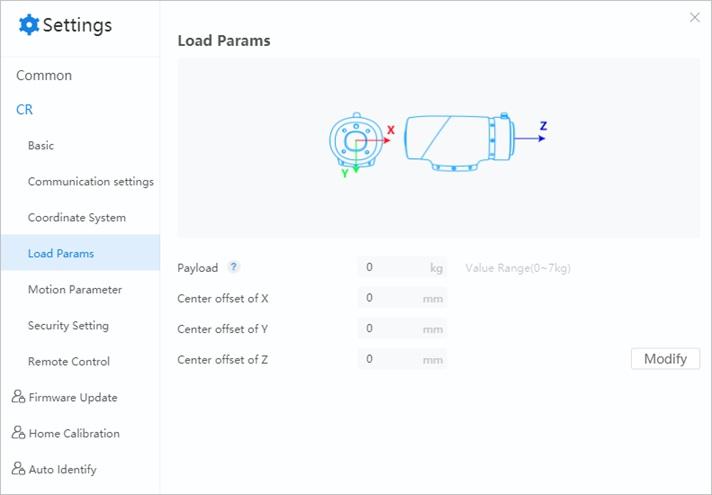 Settings
Common
CR
Basic
Communication settings
Coordinate System
Load Params
Motion Parameter
Security Setting
Remote Control
Firmware Update
Home Calibration
Auto Identify
Load Params
X
Y
Z
Payload ? 0 kg Value Range(0~7kg)
Center offset of X 0 mm
Center offset of Y 0 mm
Center offset of Z 0 mm
Modify